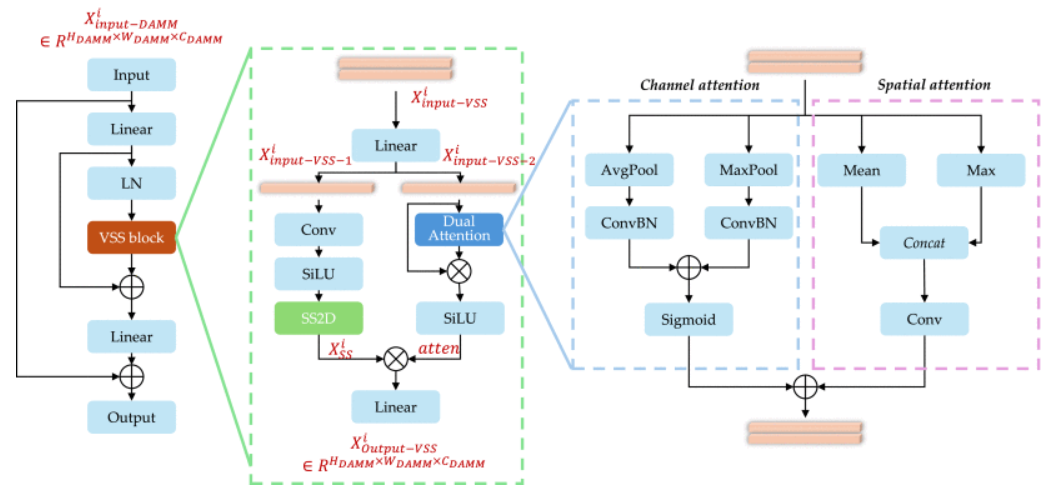 X^i_{input-DAMM}
∈ R^{H_{DAMM}×W_{DAMM}×C_{DAMM}}
Input
Linear
LN
VSS block
Linear
Output
X^i_{input-VSS}
Linear
X^i_{input-VSS-1}
X^i_{input-VSS-2}
Conv
SiLU
SS2D
Dual
Attention
SiLU
X^i_{SS}
atten
Linear
X^i_{Output-VSS}
∈ R^{H_{DAMM}×W_{DAMM}×C_{DAMM}}
Channel attention
AvgPool
MaxPool
ConvBN
ConvBN
Sigmoid
Spatial attention
Mean
Max
Concat
Conv